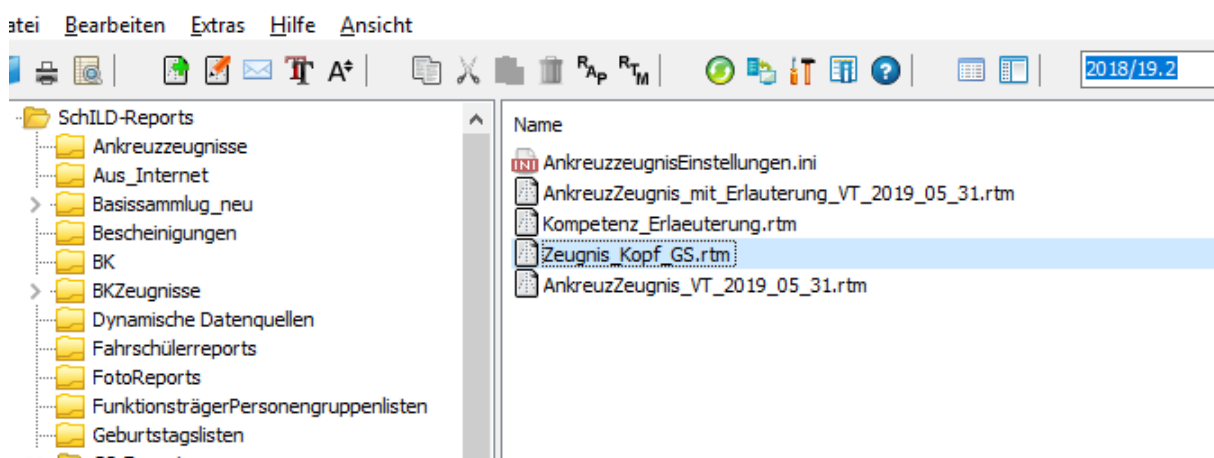 atei Bearbeiten Extras Hilfe Ansicht
2018/19.2
SchILD-Reports
Ankreuzzeugnisse
Aus_Internet
Basissammlug_neu
Bescheinigungen
BK
BKZeugnisse
Dynamische Datenquellen
Fahrschülerreports
FotoReports
FunktionsträgerPersonengruppenlisten
Geburtstagslisten
Name
AnkreuzzeugnisEinstellungen.ini
AnkreuzZeugnis_mit_Erlauterung_VT_2019_05_31.rtm
Kompetenz_Erlaeuterung.rtm
Zeugnis_Kopf_GS.rtm
AnkreuzZeugnis_VT_2019_05_31.rtm